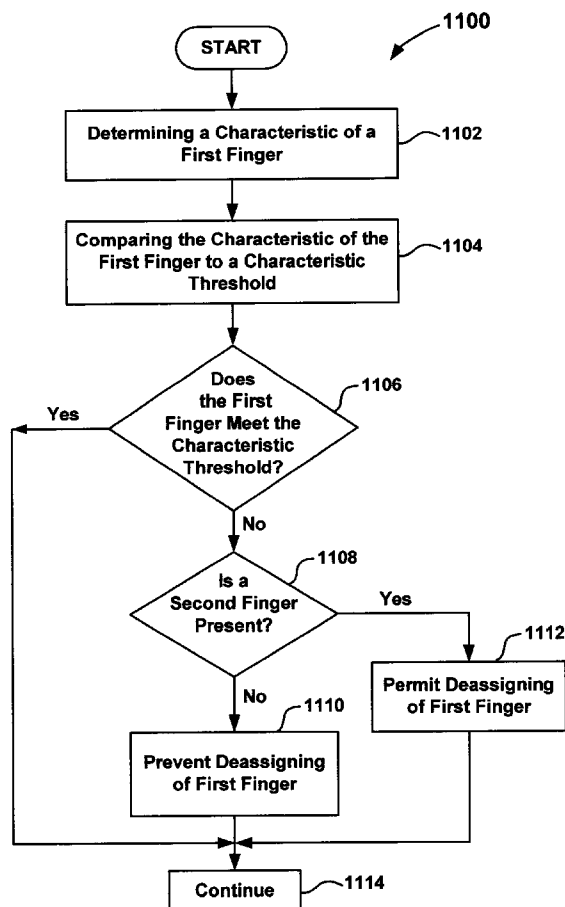 1100
START
Determining a Characteristic of a
First Finger
1102
Comparing the Characteristic of the
First Finger to a Characteristic
Threshold
1104
Does
the First
Finger Meet the
Characteristic
Threshold?
1106
Yes
No
Is a
Second Finger
Present?
1108
Yes
No
1112
Permit Deassigning
of First Finger
1110
Prevent Deassigning
of First Finger
Continue
1114